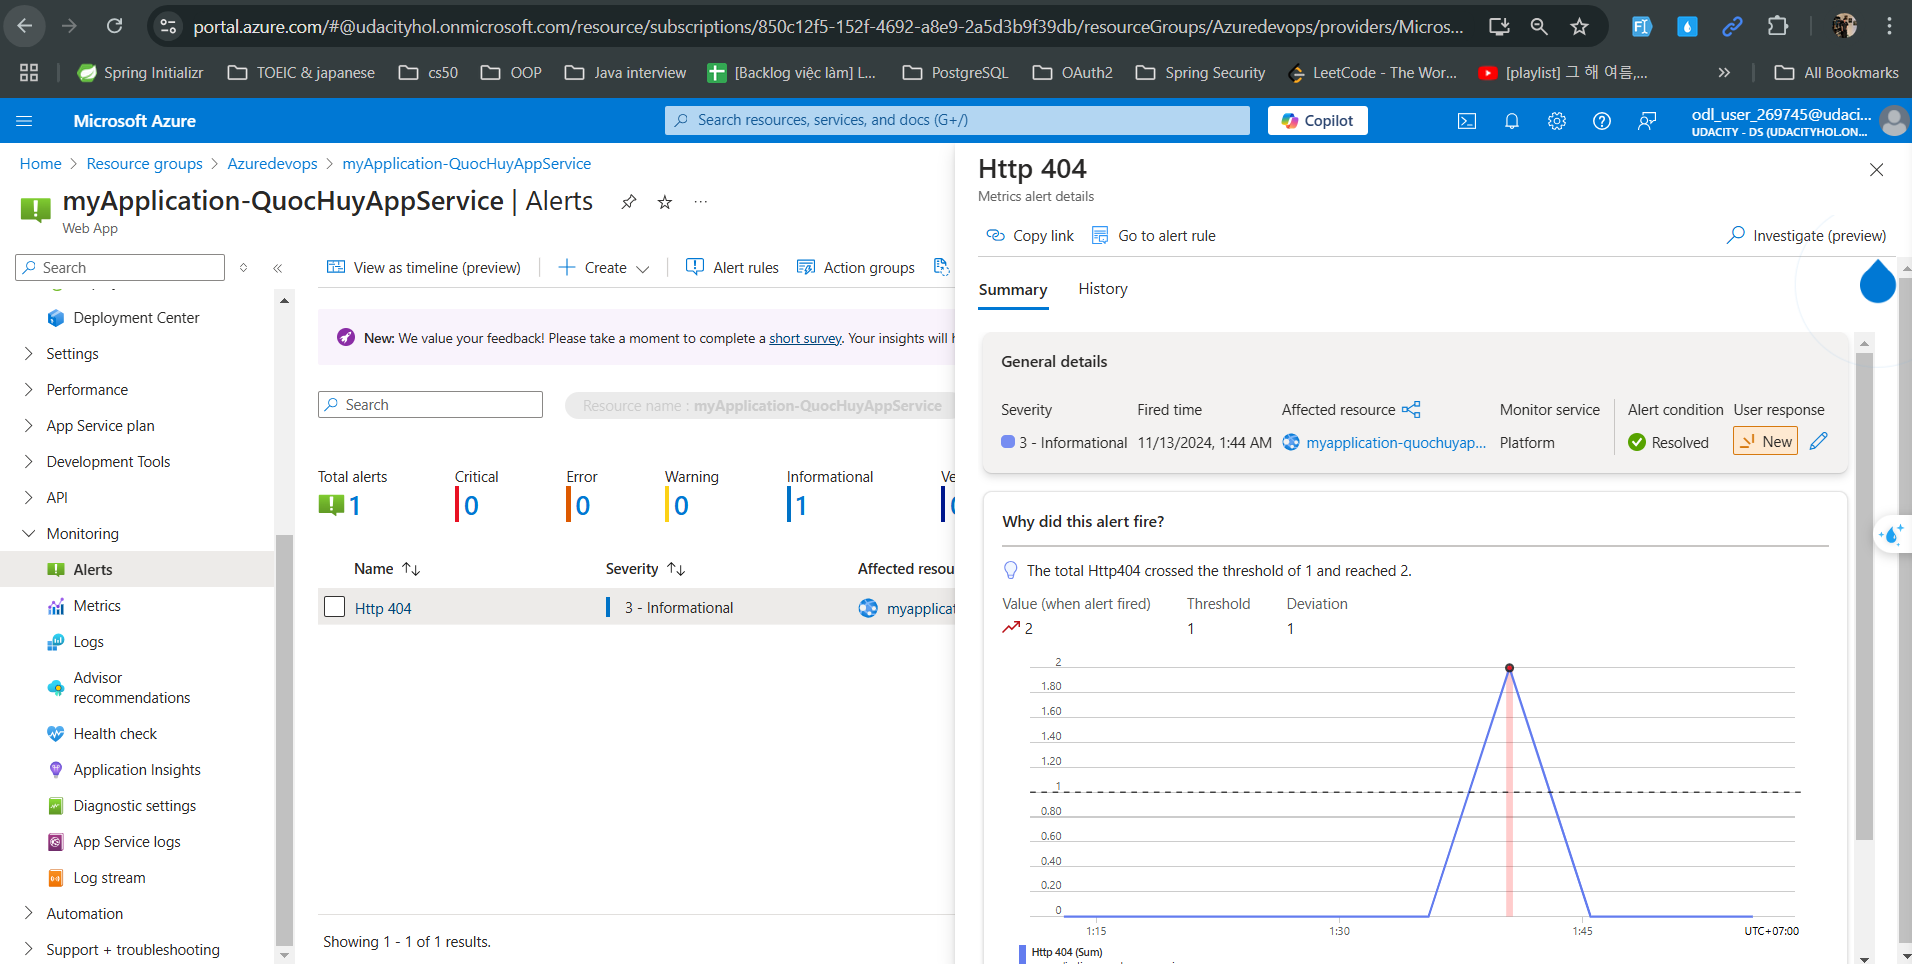 portal.azure.com/#@udacityhol.onmicrosoft.com/resource/subscriptions/850c12f5-152f-4692-a8e9-2a5d3b9f39db/resourceGroups/Azuredevops/providers/Micros...
Spring Initializr
TOEIC & japanese
cs50
OOP
Java interview
[Backlog việc làm] L...
PostgreSQL
OAuth2
Spring Security
LeetCode - The Wor...
[playlist] 그 해 여름,...
All Bookmarks
Microsoft Azure
Search resources, services, and docs (G+/)
Copilot
odl_user_269745@udaci...
UDACITY - DS (UDACITYHOL.ON...
Home > Resource groups > Azuredevops > myApplication-QuocHuyAppService
myApplication-QuocHuyAppService | Alerts
Web App
Search
Deployment Center
Settings
Performance
App Service plan
Development Tools
API
Monitoring
Alerts
Metrics
Logs
Advisor
recommendations
Health check
Application Insights
Diagnostic settings
App Service logs
Log stream
Automation
Support + troubleshooting
View as timeline (preview)
Create
Alert rules
Action groups
New: We value your feedback! Please take a moment to complete a short survey. Your insights will
Search
Resource name : myApplication-QuocHuyAppService
Total alerts
1
Critical
0
Error
0
Warning
0
Informational
1
Ve
Name
Severity
Affected resou
Http 404
3 - Informational
myapplicat
Showing 1 - 1 of 1 results.
Http 404
Metrics alert details
Copy link
Go to alert rule
Investigate (preview)
Summary
History
General details
Severity
Fired time
Affected resource
Monitor service
Alert condition
User response
3 - Informational
11/13/2024, 1:44 AM
myapplication-quochuyap...
Platform
Resolved
New
Why did this alert fire?
The total Http404 crossed the threshold of 1 and reached 2.
Value (when alert fired)
Threshold
Deviation
2
1
1
2
1.80
1.60
1.40
1.20
1
0.80
0.60
0.40
0.20
0
1:15
1:30
1:45
UTC+07:00
Http 404 (Sum)